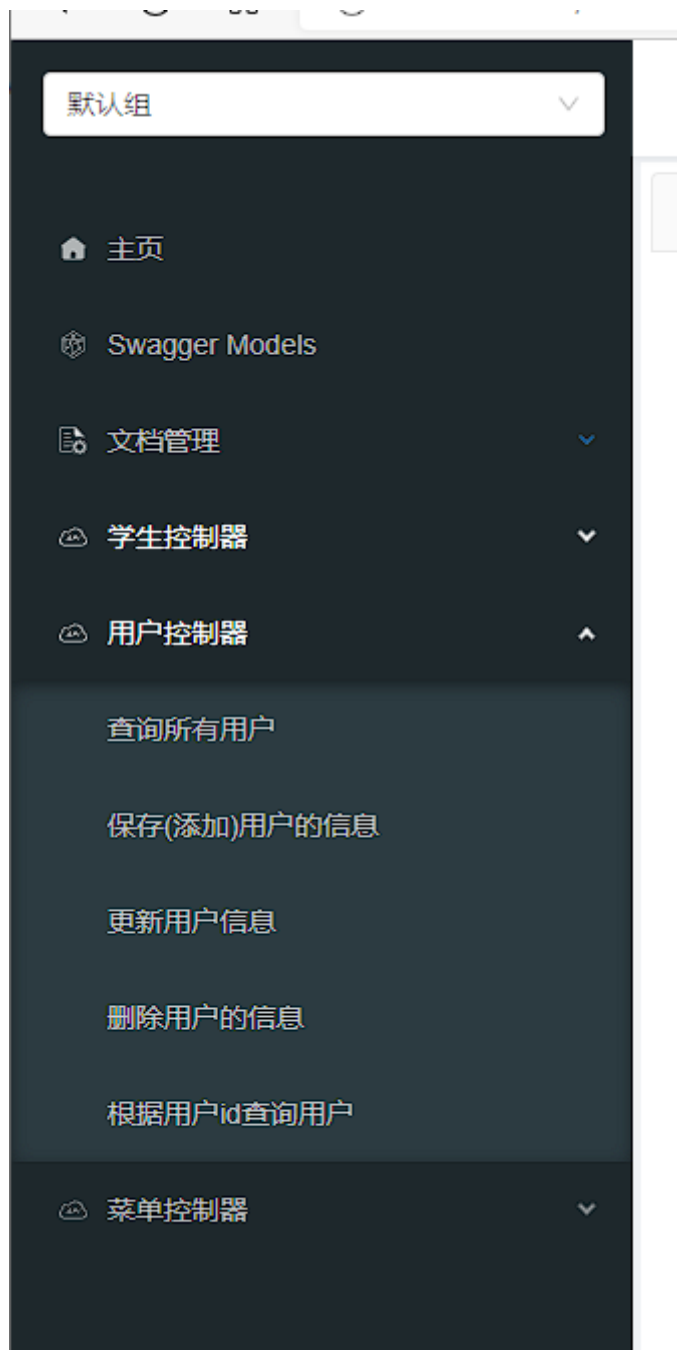 默认组
主页
Swagger Models
文档管理
学生控制器
用户控制器
查询所有用户
保存(添加)用户的信息
更新用户信息
删除用户的信息
根据用户id查询用户
菜单控制器